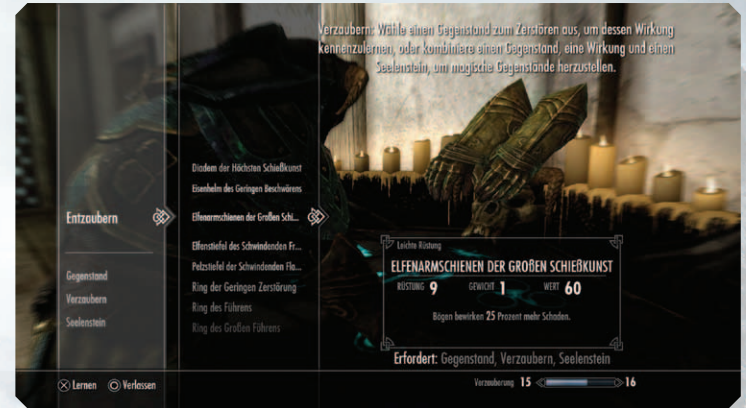 Verzaubern: Wähle einen Gegenstand zum Zerstören aus, um dessen Wirkung
kennenzulernen, oder kombiniere einen Gegenstand, eine Wirkung und einen
Seelenstein, um magische Gegenstände herzustellen.
Entzaubern
Gegenstand
Verzaubern
Seelenstein
Diadem der Höchsten Schießkunst
Eisenhelm des Geringen Beschwörens
Elfenarmschienen der Großen Schi...
Elfenstiefel des Schwindenden Fr...
Pelzstiefel der Schwindenden Fla...
Ring der Geringen Zerstörung
Ring des Führens
Ring des Großen Führens
Leichte Rüstung
ELFENARMSCHIENEN DER GROßEN SCHIEßKUNST
RÜSTUNG 9 GEWICHT 1 WERT 60
Bögen bewirken 25 Prozent mehr Schaden.
Erfordert: Gegenstand, Verzaubern, Seelenstein
Lernen Verlassen
Verzauberung 15 16